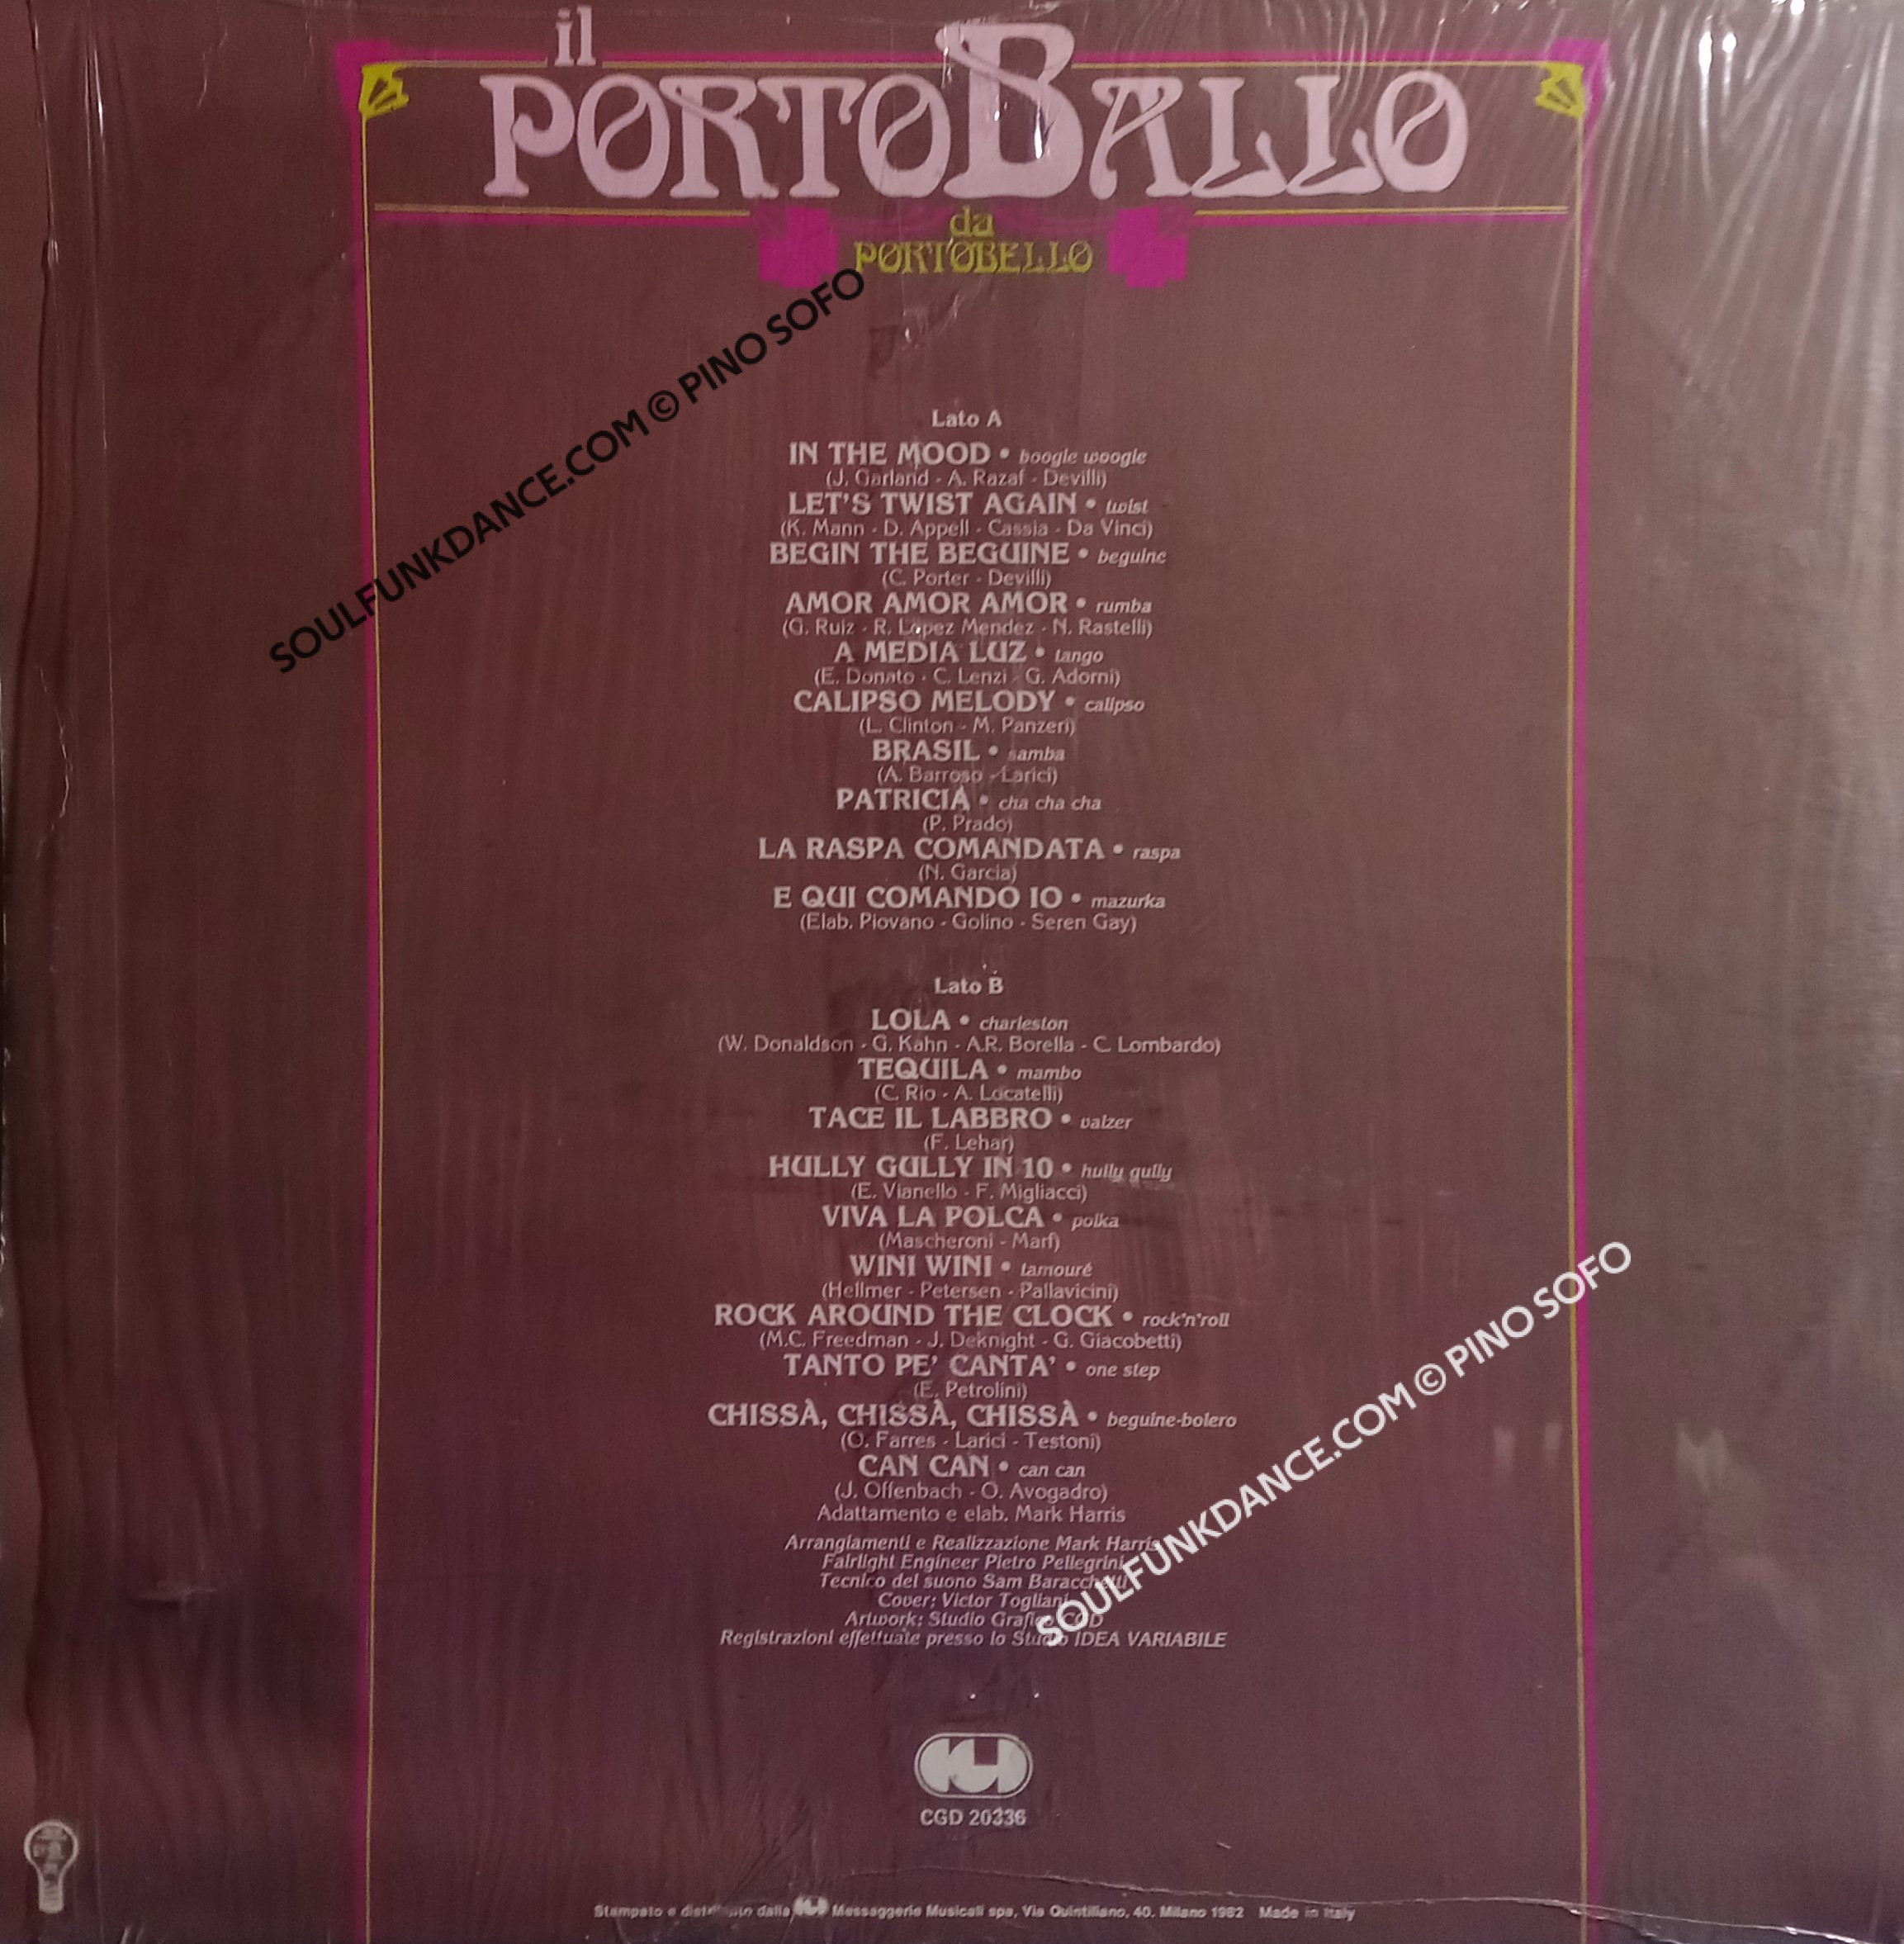 il
PORTOBALLO
da
PORTOBELLO
SOULFUNKDANCE.COM © PINO SOFO
Lato A
IN THE MOOD • boogie woogie
(J. Garland - A. Razaf - Devilli)
LET'S TWIST AGAIN • twist
(K. Mann - D. Appell - Cassia - Da Vinci)
BEGIN THE BEGUINE • beguine
(C. Porter - Devilli)
AMOR AMOR AMOR • rumba
(G. Ruiz - R. Lopez Mendez - N. Rastelli)
A MEDIA LUZ • tango
(E. Donato - C. Lenzi - G. Adorni)
CALIPSO MELODY • calipso
(L. Clinton - M. Panzeri)
BRASIL • samba
(A. Barroso - Larici)
PATRICIA • cha cha cha
(P. Prado)
LA RASPA COMANDATA • raspa
(N. Garcia)
E QUI COMANDO IO • mazurka
(Elab. Piovano - Golino - Seren Gay)
Lato B
LOLA • charleston
(W. Donaldson - G. Kahn - A.R. Borella - C. Lombardo)
TEQUILA • mambo
(C. Rio - A. Locatelli)
TACE IL LABBRO • valzer
(F. Lehar)
HULLY GULLY IN 10 • hully gully
(E. Vianello - F. Migliacci)
VIVA LA POLCA • polka
(Mascheroni - Marf)
WINI WINI • tamouré
(Hellmer - Petersen - Pallavicini)
ROCK AROUND THE CLOCK • rock'n'roll
(M.C. Freedman - J. Deknight - G. Giacobetti)
TANTO PE' CANTA' • one step
(E. Petrolini)
CHISSÀ, CHISSÀ, CHISSÀ • beguine-bolero
(O. Farres - Larici - Testoni)
CAN CAN • can can
(J. Offenbach - O. Avogadro)
Adattamento e elab. Mark Harris
Arrangiamenti e Realizzazione Mark Harris
Fairlight Engineer Pietro Pellegrini
Tecnico del suono Sam Baracchetti
Cover: Victor Togliani
Artwork: Studio Grafico CGD
Registrazioni effettuate presso lo Studio IDEA VARIABILE
SOULFUNKDANCE.COM © PINO SOFO
CGD 20336
Stampato e distribuito dalla Messaggerie Musicali spa, Via Quintiliano, 40. Milano 1982 Made in Italy